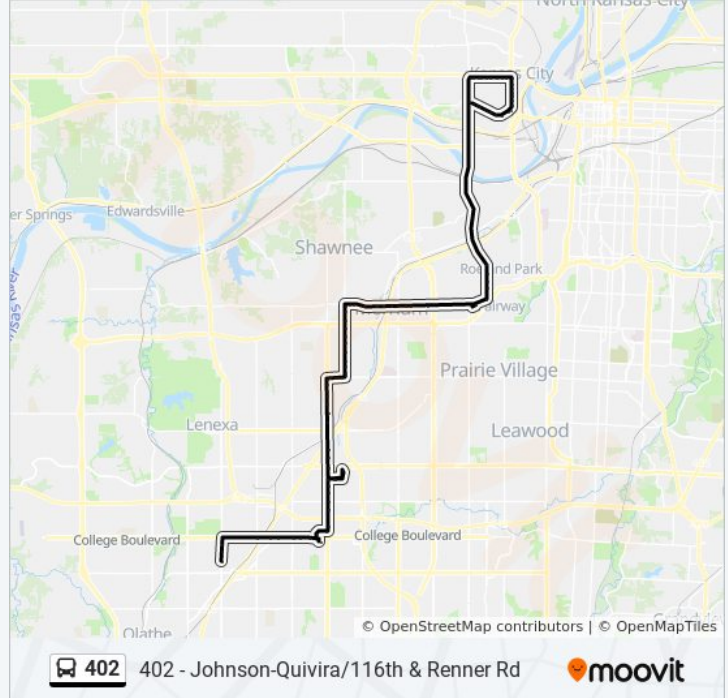 North Kansas City
Kansas City
er Springs
Edwardsville
Shawnee
Roeland Park
Fairway
Prairie Village
Lenexa
Leawood
College Boulevard
College Boulevard
Olathe
© OpenStreetMap contributors | © OpenMapTiles
402
402 - Johnson-Quivira/116th & Renner Rd
moovit